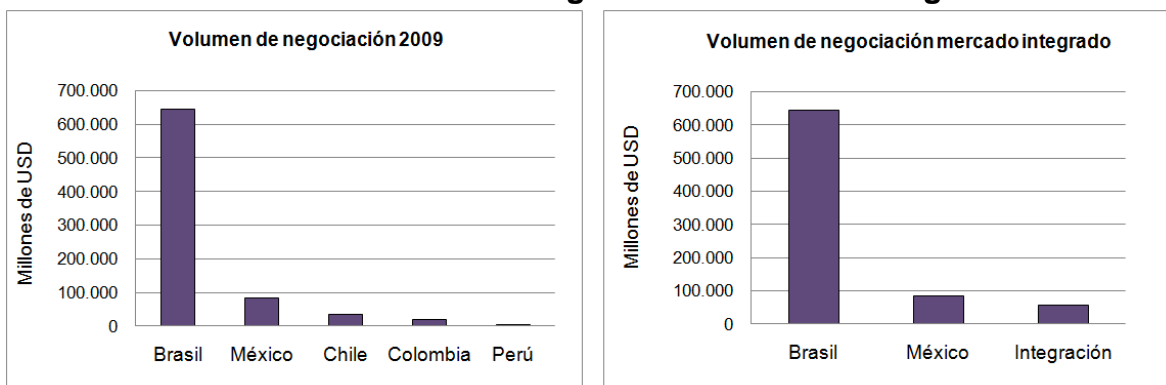 Volumen de negociación 2009
Millones de USD
700.000
600.000
500.000
400.000
300.000
200.000
100.000
0
Brasil México Chile Colombia Perú
Volumen de negociación mercado integrado
Millones de USD
700.000
600.000
500.000
400.000
300.000
200.000
100.000
0
Brasil México Integración